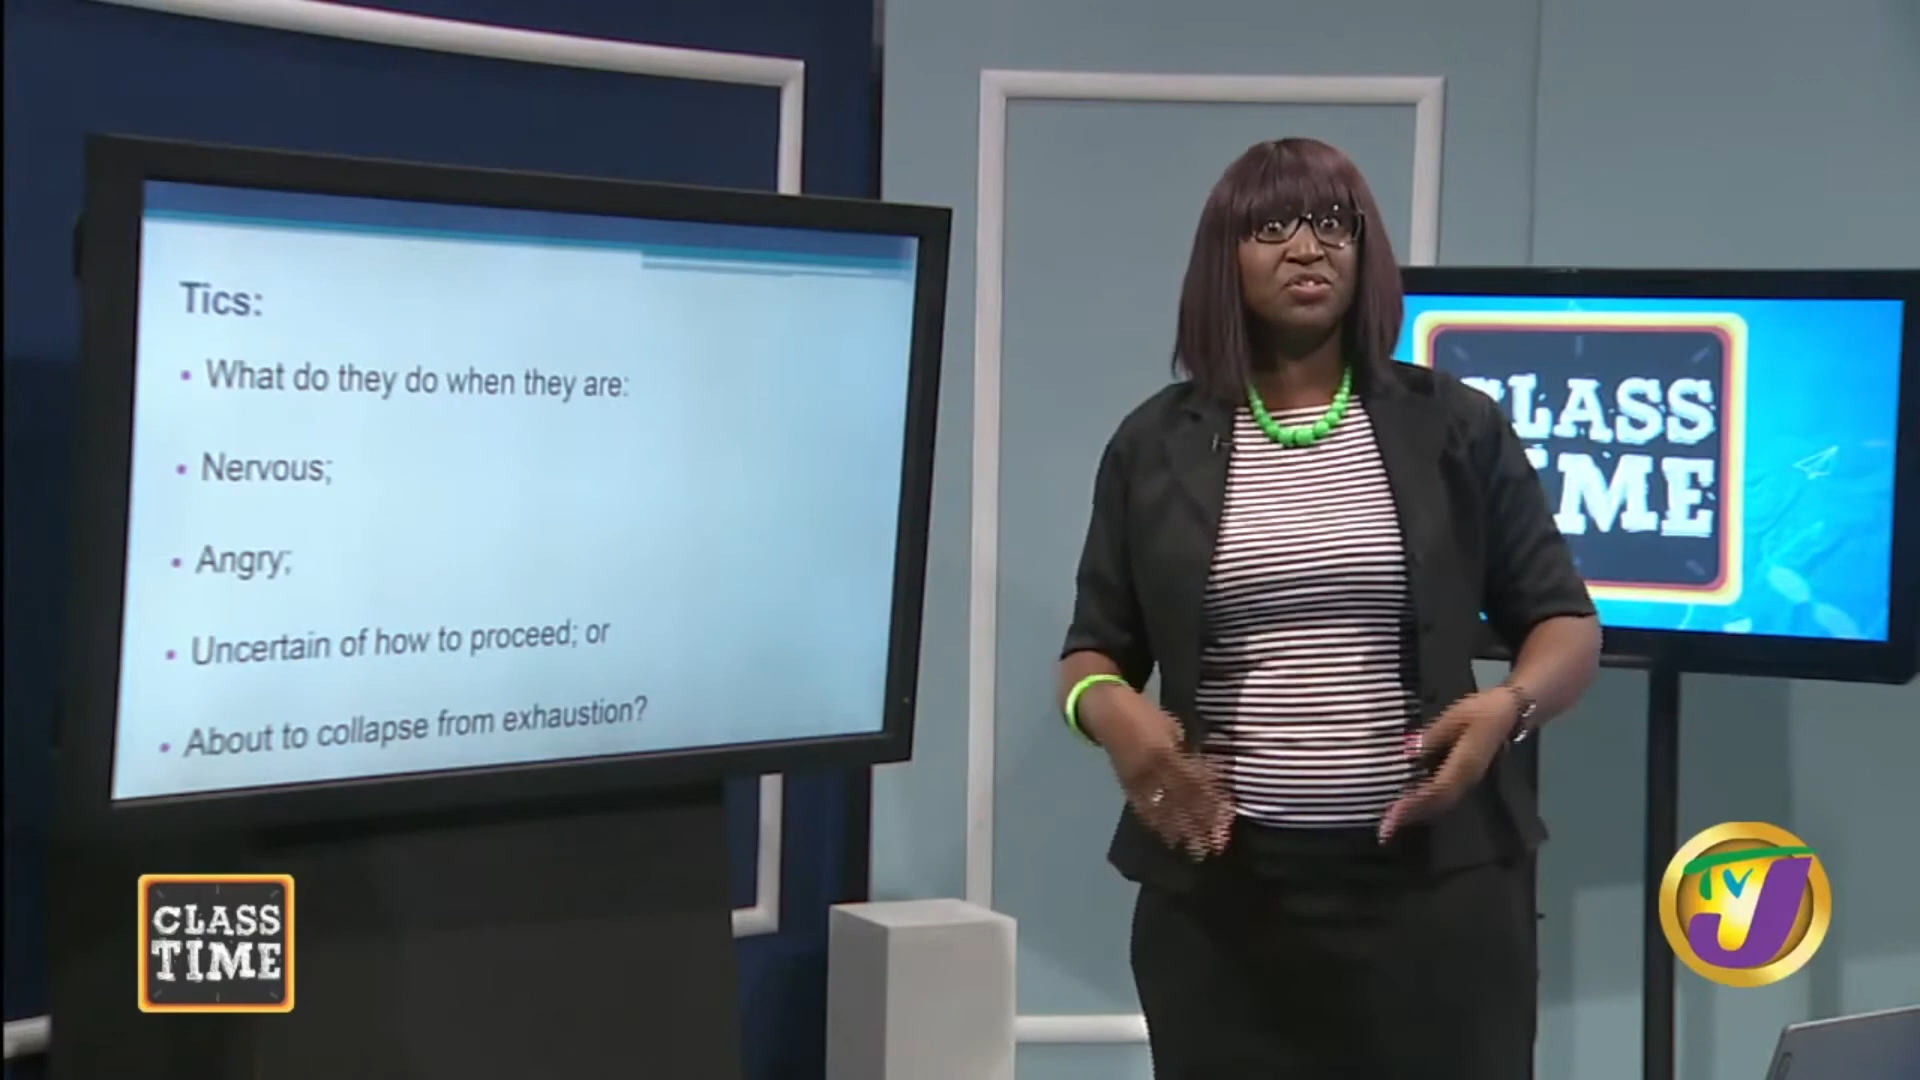 Tics:
• What do they do when they are:
• Nervous;
• Angry;
• Uncertain of how to proceed; or
• About to collapse from exhaustion?
CLASS
TIME
CLASS
TIME
TVJ